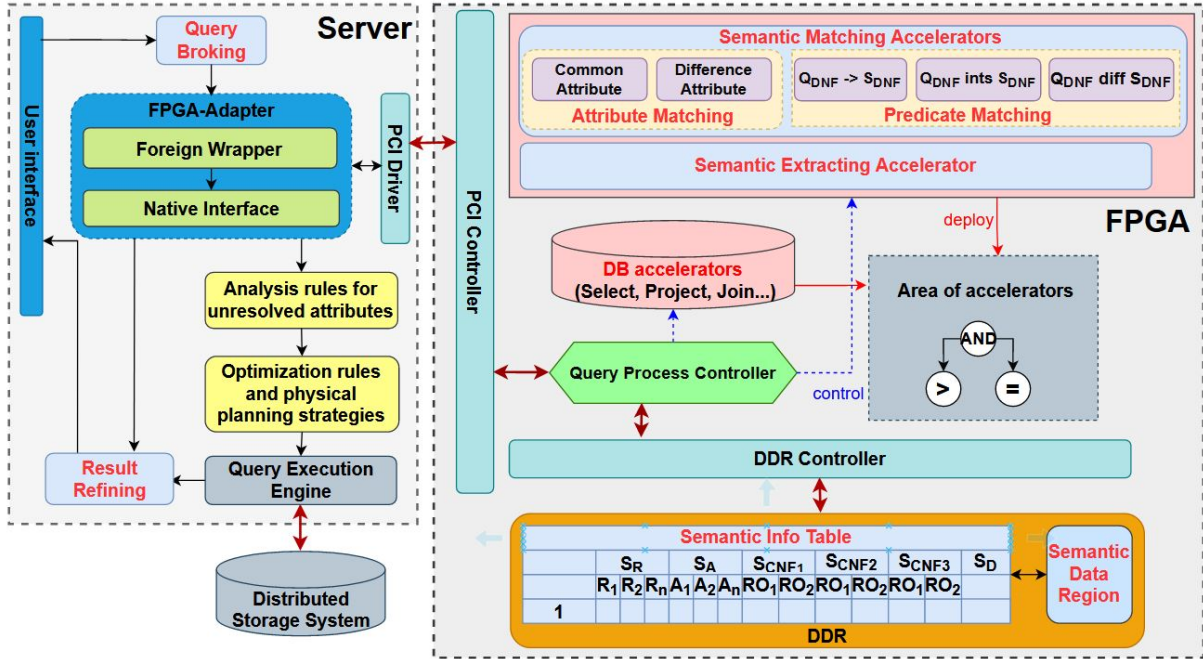 Server
Query
Broking
User interface
FPGA-Adapter
Foreign Wrapper
Native Interface
PCI Driver
Analysis rules for
unresolved attributes
Optimization rules
and physical
planning strategies
Result
Refining
Query Execution
Engine
Distributed
Storage System
FPGA
PCI Controller
Semantic Matching Accelerators
Common
Attribute
Difference
Attribute
Attribute Matching
QDNF -> SDNF
QDNF ints SDNF
QDNF diff SDNF
Predicate Matching
Semantic Extracting Accelerator
deploy
DB accelerators
(Select, Project, Join...)
Area of accelerators
AND
> =
Query Process Controller
control
DDR Controller
Semantic Info Table
SR SA SCNF1 SCNF2 SCNF3 SD
R1 R2 Rn A1 A2 An RO1 RO2 RO1 RO2 RO1 RO2
1
Semantic
Data
Region
DDR